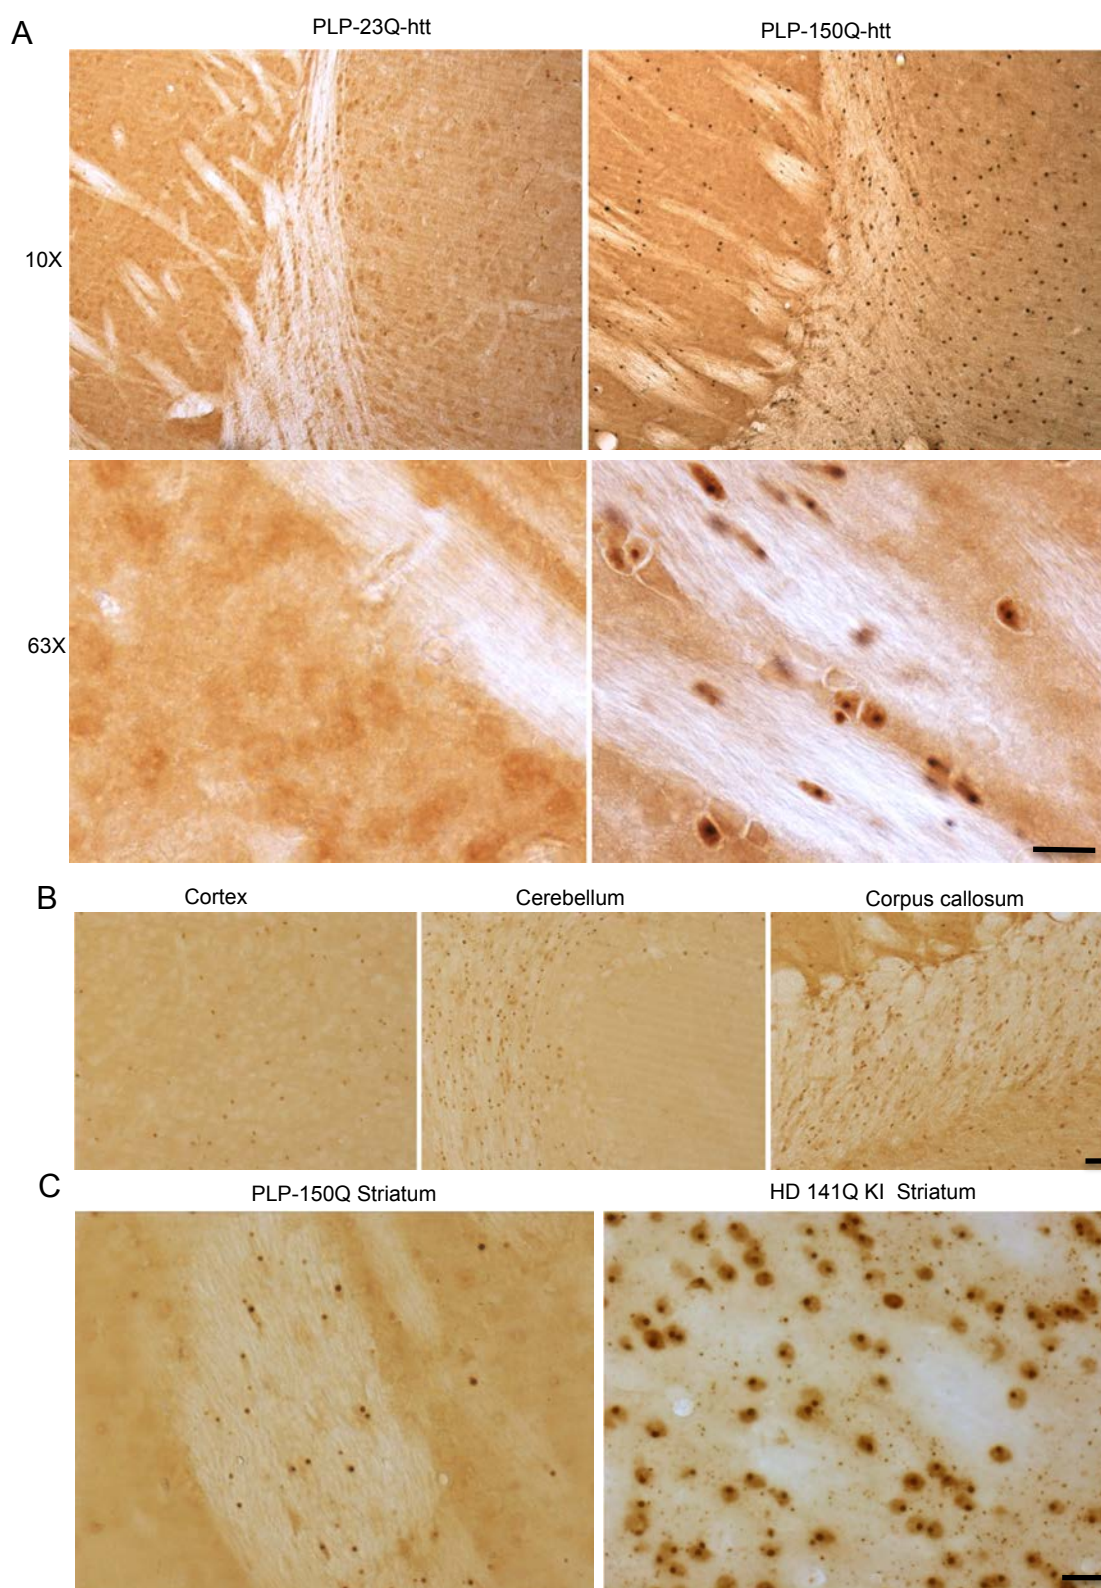 A
PLP-23Q-htt
PLP-150Q-htt
10X
63X
B
Cortex
Cerebellum
Corpus callosum
C
PLP-150Q Striatum
HD 141Q KI Striatum